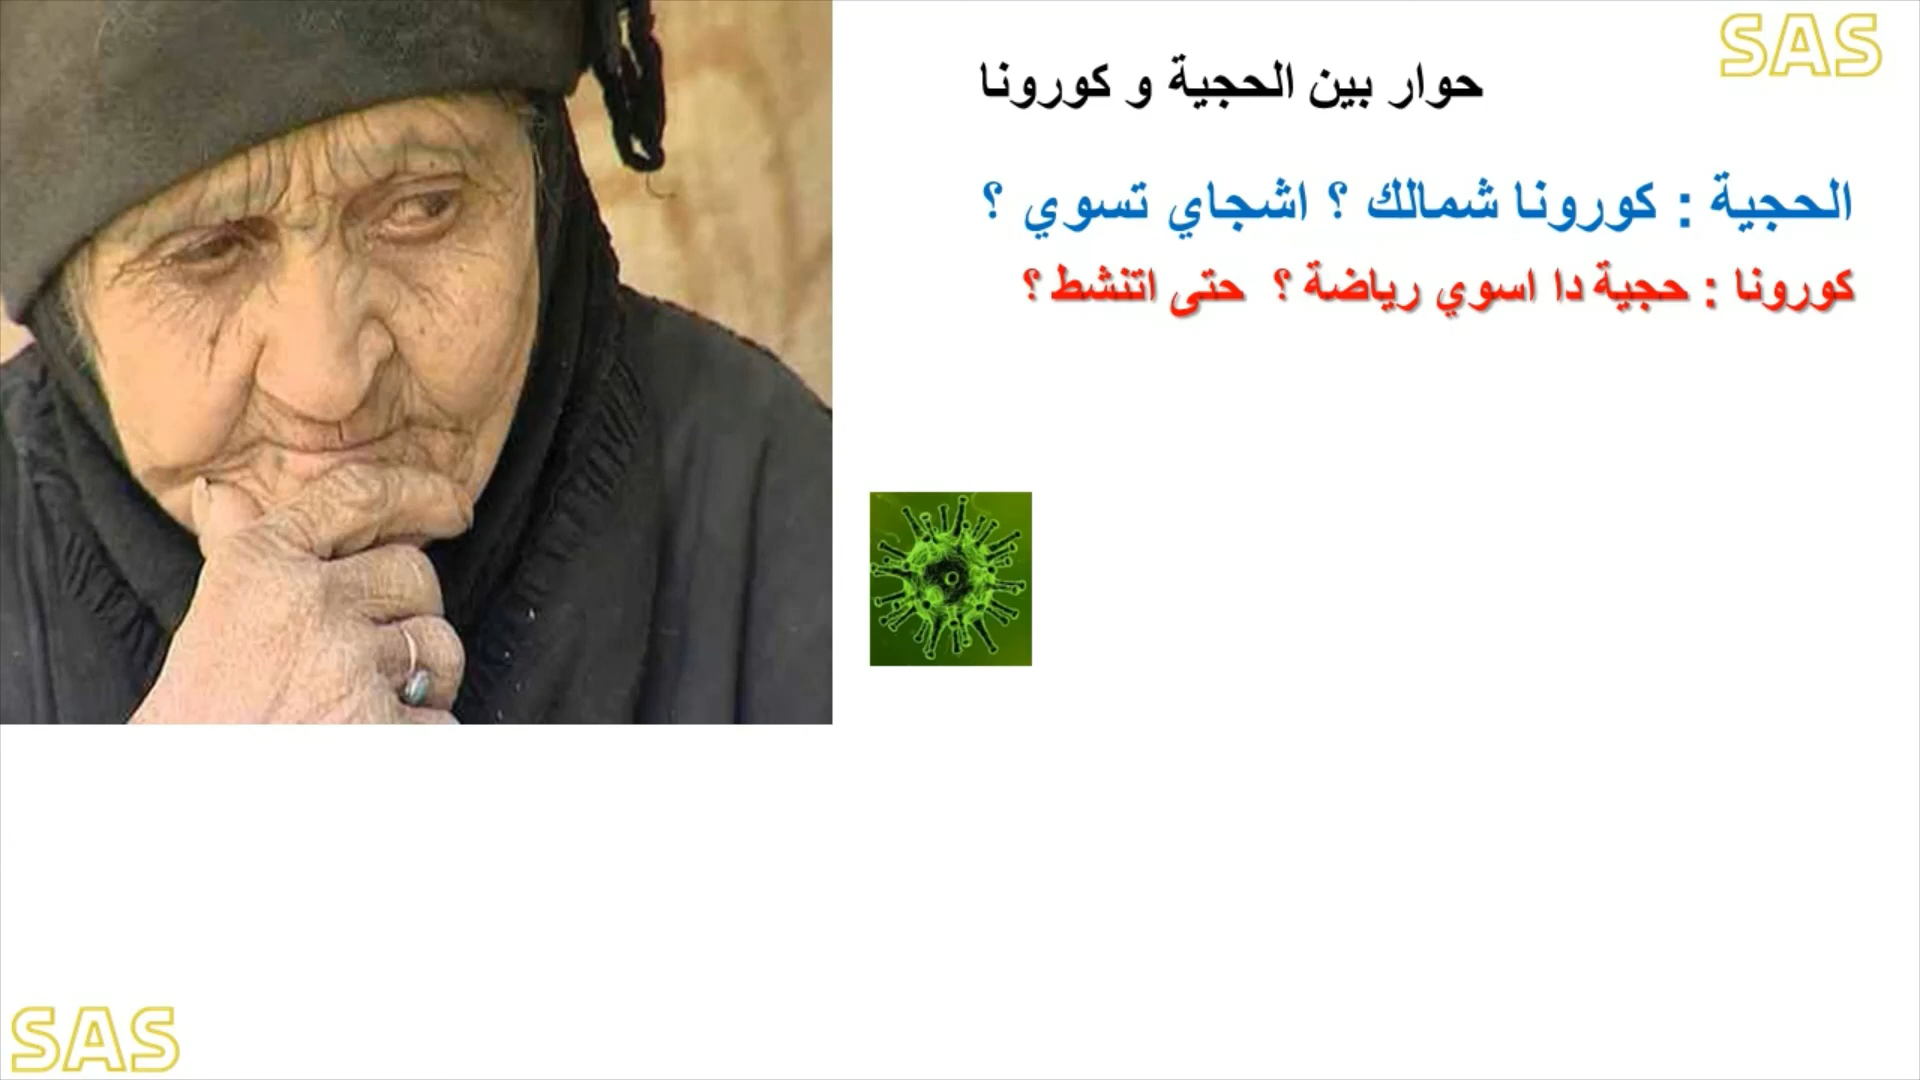 SAS
حوار بين الحجية و كورونا
الحجية : كورونا شمالك ؟ اشجاي تسوي ؟
كورونا : حجية دا اسوي رياضة ؟ حتى اتنشط ؟
SAS